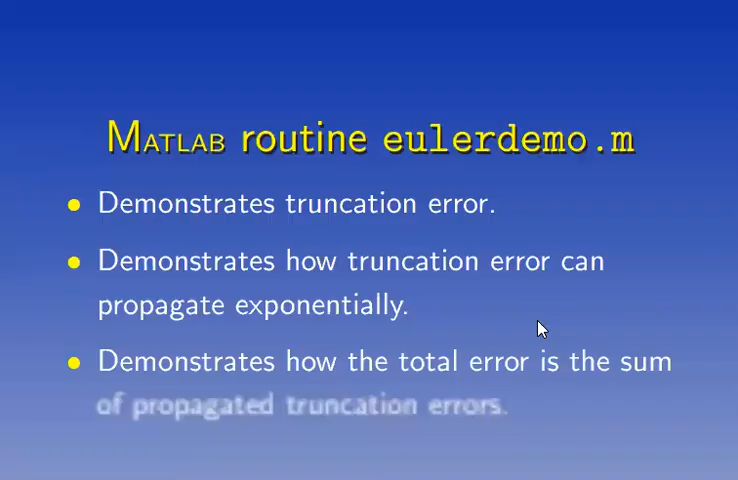 MATLAB routine eulerdemo.m
• Demonstrates truncation error.
• Demonstrates how truncation error can
propagate exponentially.
• Demonstrates how the total error is the sum
of propagated truncation errors.